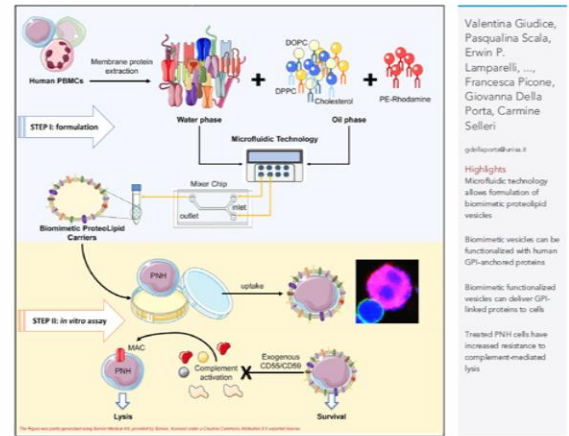 Human PBMCs
Membrane protein
extraction
DOPC
DPPC
Cholesterol
PE-Rhodamine
Water phase
Oil phase
STEP I: formulation
Microfluidic Technology
Mixer Chip
outlet
inlet
Biomimetic ProteoLipid
Carriers
PNH
uptake
STEP II: in vitro assay
MAC
PNH
Complement
activation
Exogenous
CD55/CD59
Lysis
Survival
Valentina Giudice,
Pasqualina Scala,
Erwin P.
Lamparelli, ...,
Francesca Picone,
Giovanna Della
Porta, Carmine
Selleri
gdellaporta@unisa.it
Highlights
Microfluidic technology
allows formulation of
biomimetic proteolipid
vesicles
Biomimetic vesicles can be
functionalized with human
GPI-anchored proteins
Biomimetic functionalized
vesicles can deliver GPI-
linked proteins to cells
Treated PNH cells have
increased resistance to
complement-mediated
lysis